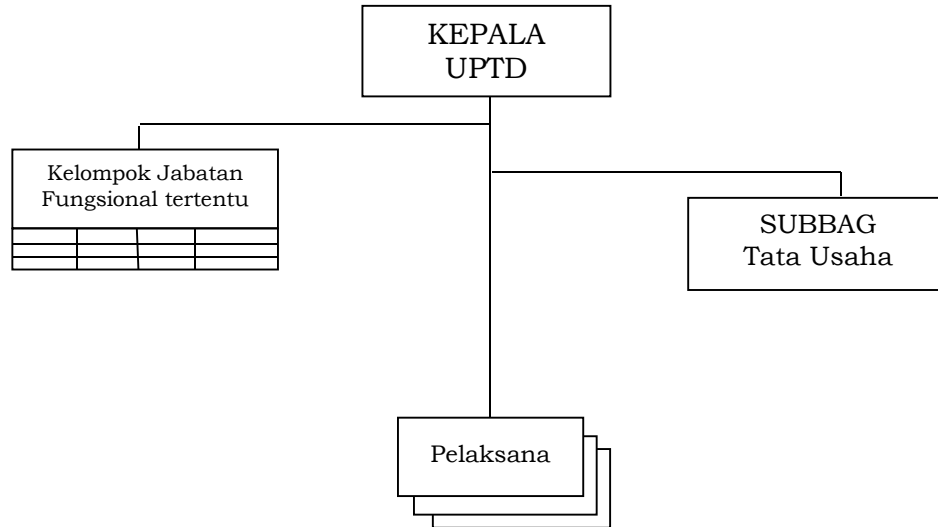 KEPALA
UPTD
Kelompok Jabatan
Fungsional tertentu
SUBBAG
Tata Usaha
Pelaksana